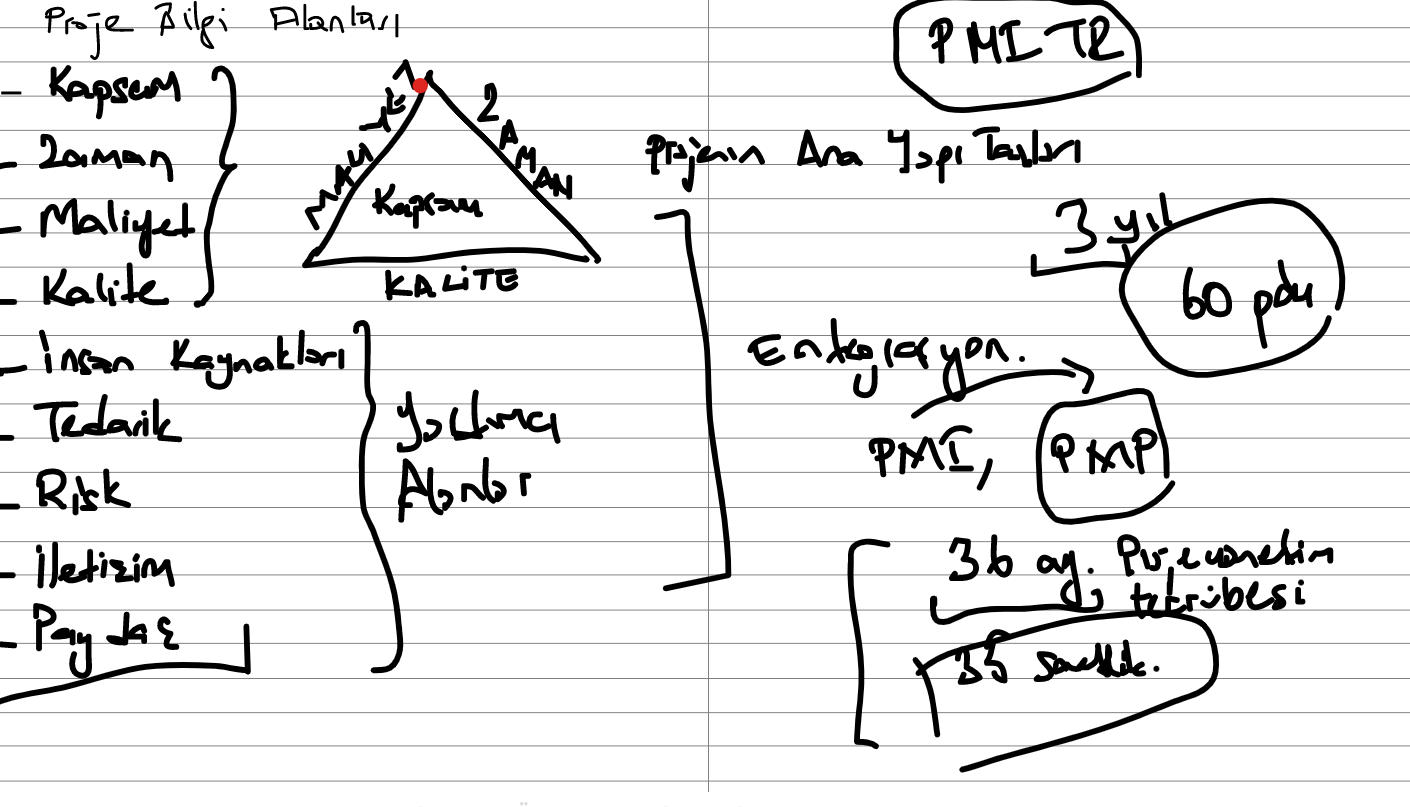 Proje Bilgi Alanları
- Kapsam
- Zaman
- Maliyet
- Kalite
- İnsan Kaynakları
- Tedarik
- Risk
- İletişim
- Paydaş
MALİYET
ZAMAN
Kapsam
KALİTE
Yardımcı
Alanlar
PMI TR
Projenin Ana Yapı Taşları
3 yıl
60 pdu
Entegrasyon.
PMI, PMP
36 ay. Proje yönetim
tecrübesi
35 saatlik.